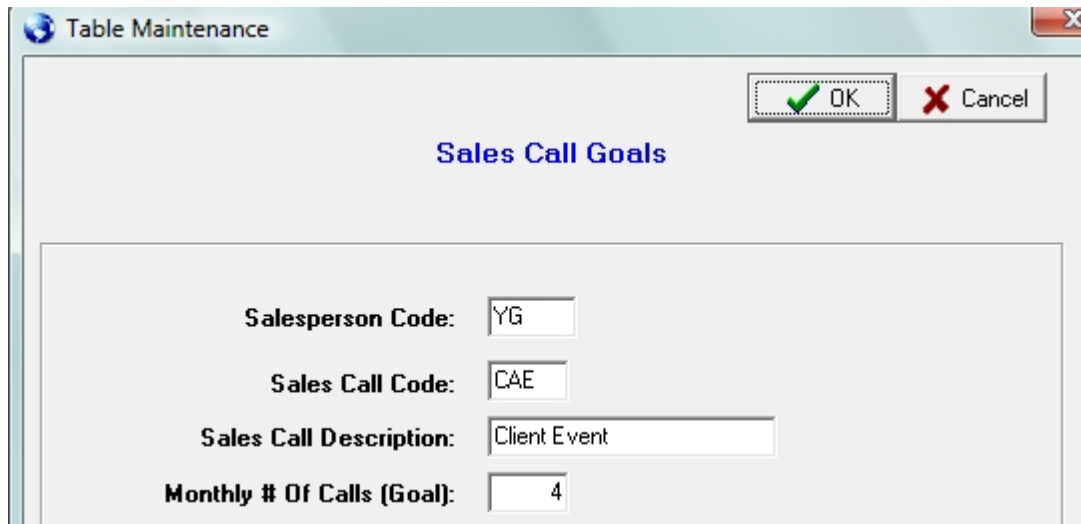 Table Maintenance
OK Cancel
Sales Call Goals
Salesperson Code: YG
Sales Call Code: CAE
Sales Call Description: Client Event
Monthly # Of Calls (Goal): 4